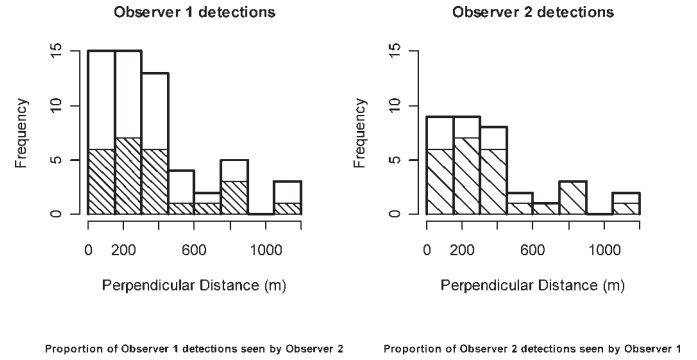 Observer 1 detections
15
10
5
0
Frequency
0 200 600 1000
Perpendicular Distance (m)
Observer 2 detections
15
10
5
0
Frequency
0 200 600 1000
Perpendicular Distance (m)
Proportion of Observer 1 detections seen by Observer 2
Proportion of Observer 2 detections seen by Observer 1